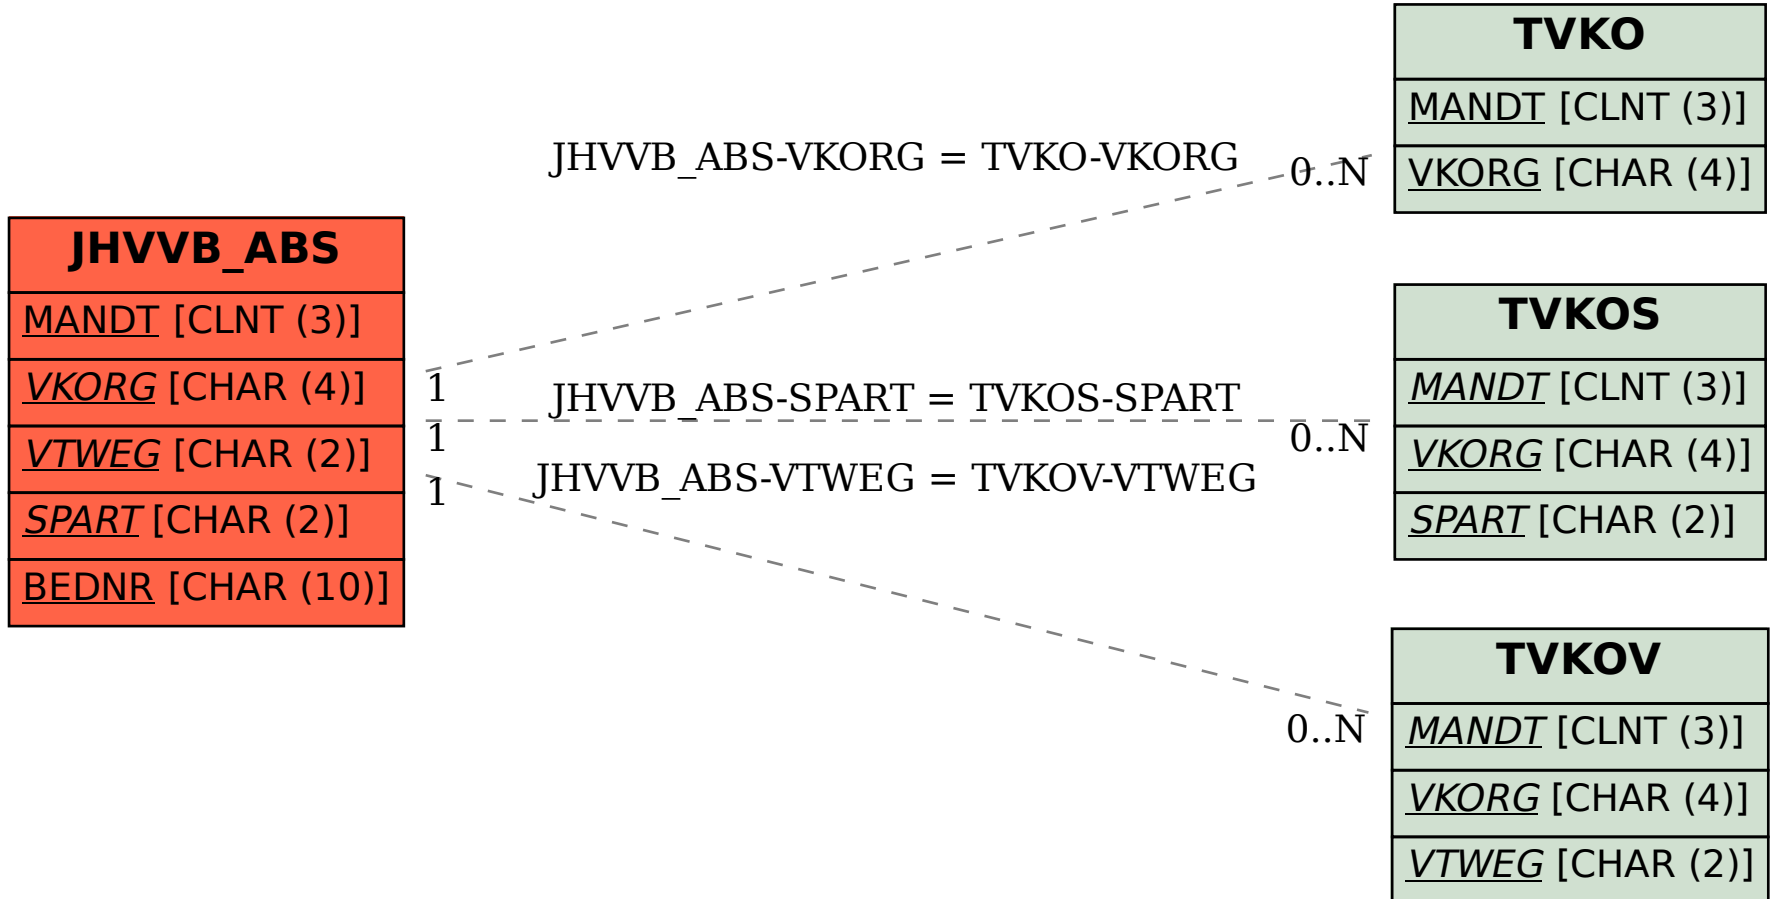 JHVVB_ABS
MANDT [CLNT (3)]
VKORG [CHAR (4)]
VTWEG [CHAR (2)]
SPART [CHAR (2)]
BEDNR [CHAR (10)]
JHVVB_ABS-VKORG = TVKO-VKORG
0..N
1
JHVVB_ABS-SPART = TVKOS-SPART
0..N
1
JHVVB_ABS-VTWEG = TVKOV-VTWEG
1
0..N
TVKO
MANDT [CLNT (3)]
VKORG [CHAR (4)]
TVKOS
MANDT [CLNT (3)]
VKORG [CHAR (4)]
SPART [CHAR (2)]
TVKOV
MANDT [CLNT (3)]
VKORG [CHAR (4)]
VTWEG [CHAR (2)]